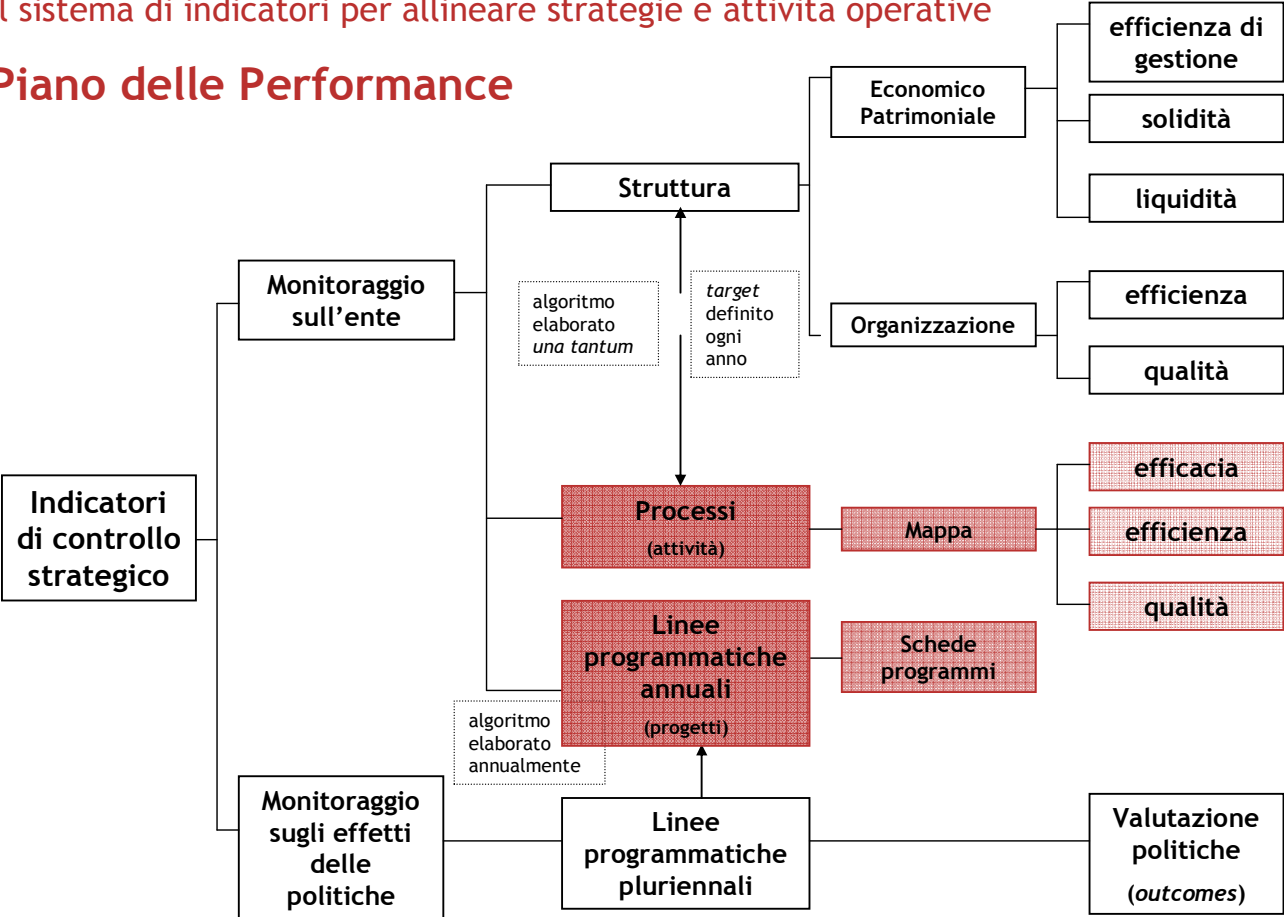 l sistema di indicatori per allineare strategie e attività operative
Piano delle Performance
efficienza di
gestione
Economico
Patrimoniale
solidità
Struttura
liquidità
Monitoraggio
sull'ente
algoritmo
elaborato
una tantum
target
definito
ogni
anno
Organizzazione
efficienza
qualità
Indicatori
di controllo
strategico
Processi
(attività)
Mappa
efficacia
efficienza
qualità
Linee
programmatiche
annuali
(progetti)
Schede
programmi
algoritmo
elaborato
annualmente
Monitoraggio
sugli effetti
delle
politiche
Linee
programmatiche
pluriennali
Valutazione
politiche
(outcomes)